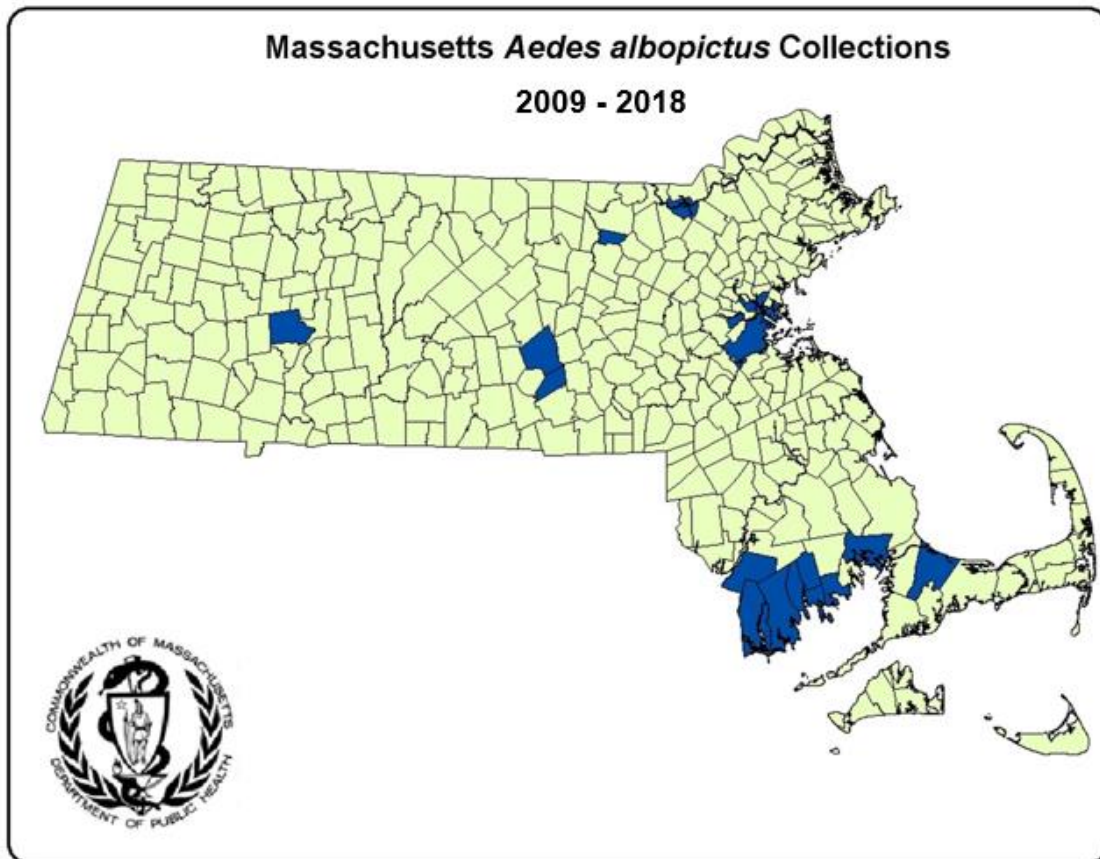 Massachusetts Aedes albopictus Collections
2009 - 2018
COMMONWEALTH OF MASSACHUSETTS
DEPARTMENT OF PUBLIC HEALTH